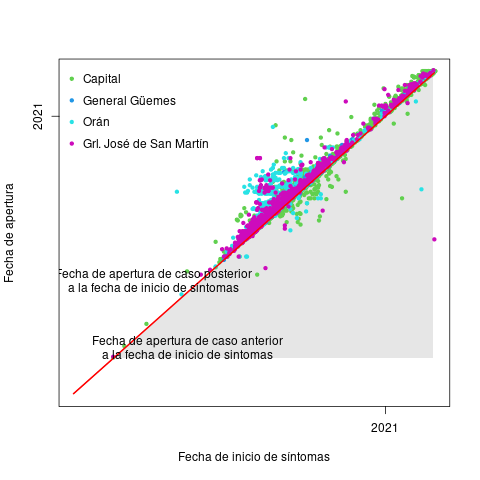 Capital
General Güemes
Orán
Grl. José de San Martín
2021
Fecha de apertura
Fecha de apertura de caso posterior
a la fecha de inicio de síntomas
Fecha de apertura de caso anterior
a la fecha de inicio de sintomas
2021
Fecha de inicio de síntomas